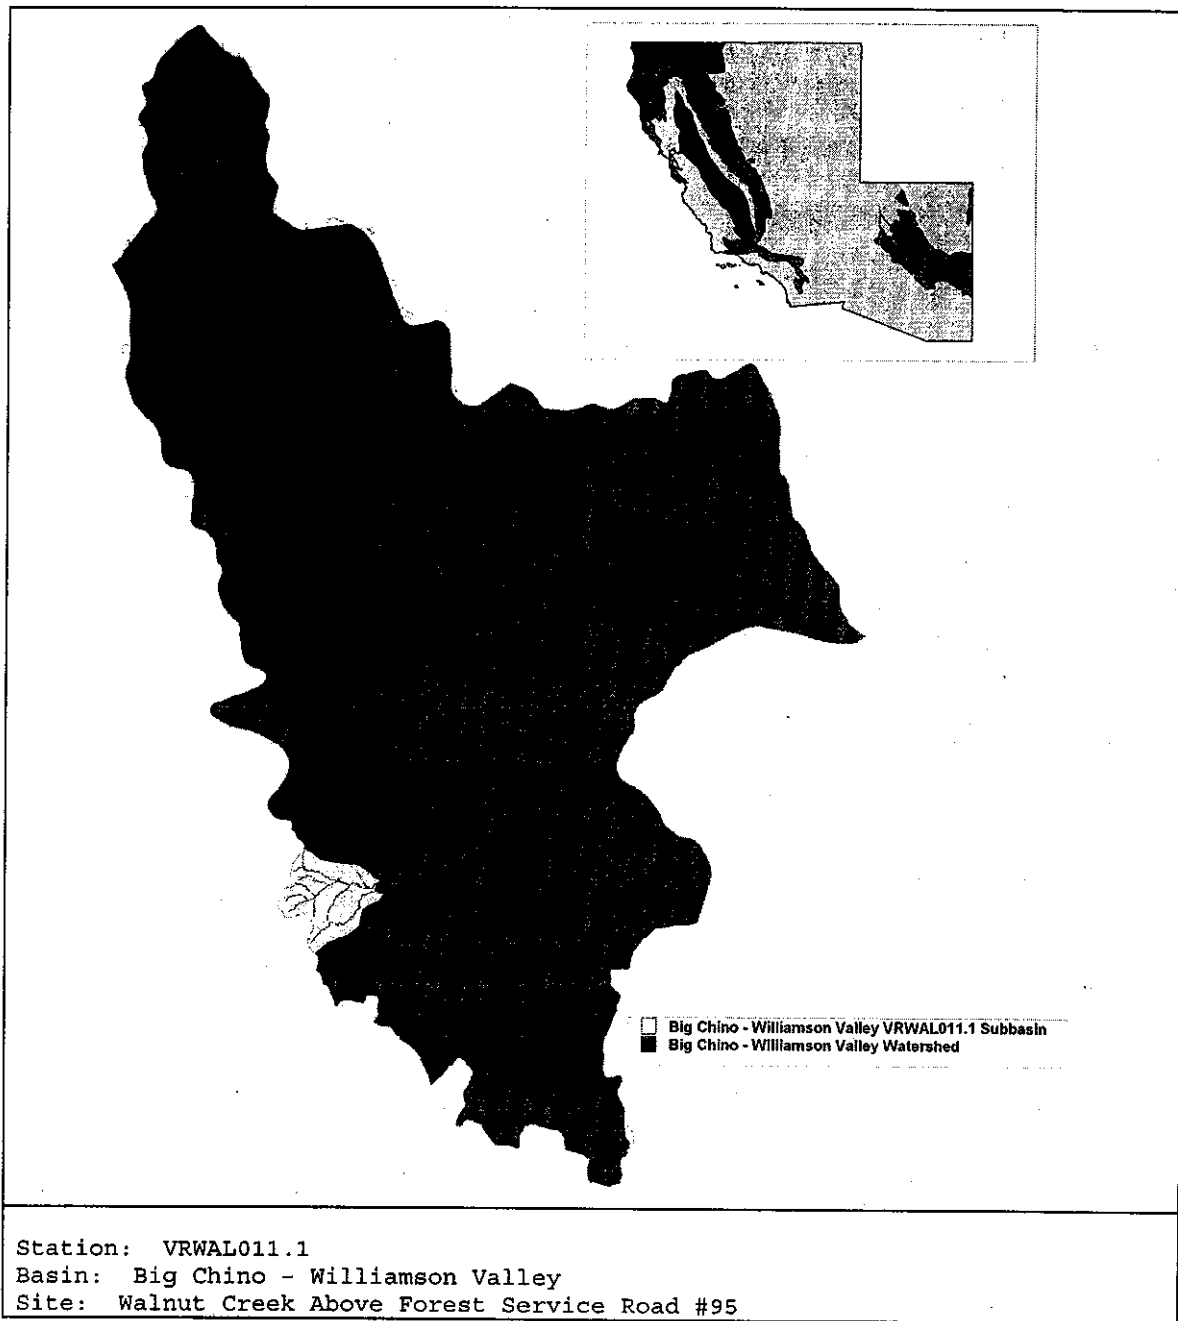 Big Chino - Williamson Valley VRWAL011.1 Subbasin
Big Chino - Williamson Valley Watershed
Station: VRWAL011.1
Basin: Big Chino - Williamson Valley
Site: Walnut Creek Above Forest Service Road #95